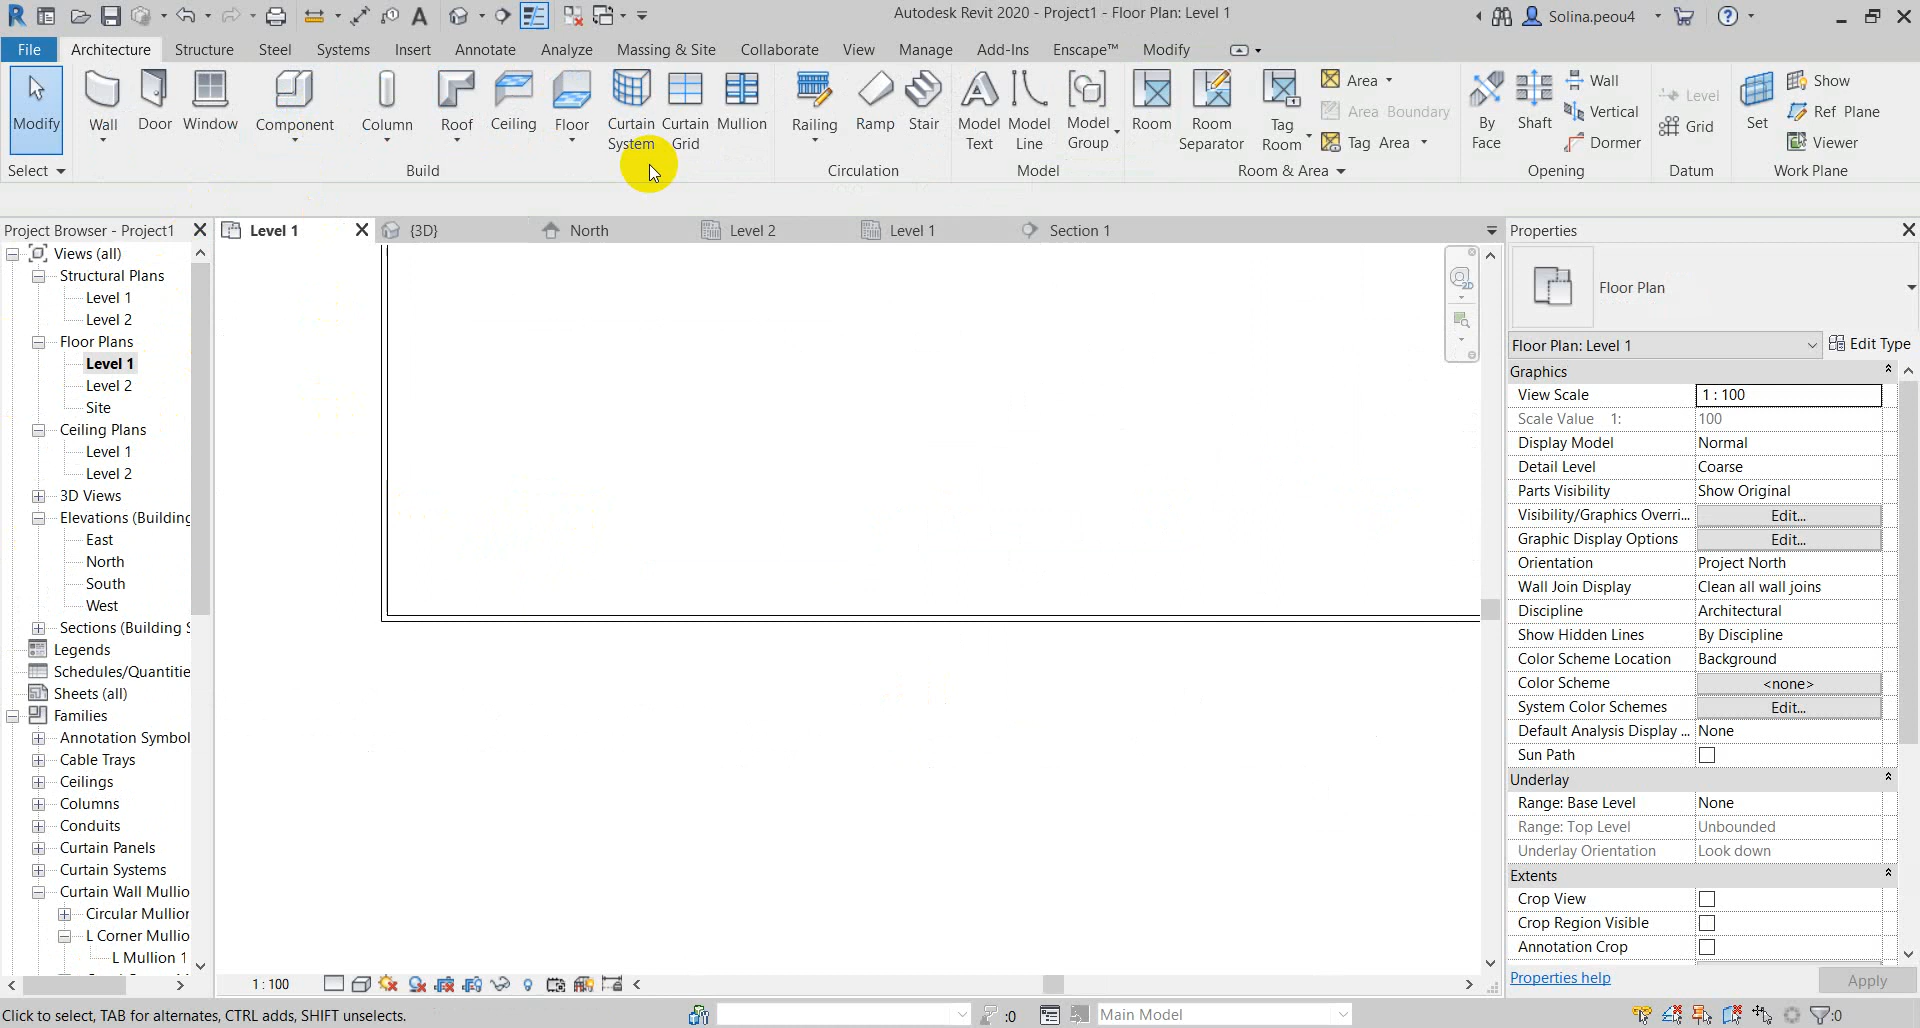 Autodesk Revit 2020 - Project1 - Floor Plan: Level 1
Solina.peou4
File Architecture Structure Steel Systems Insert Annotate Analyze Massing & Site Collaborate View Manage Add-Ins Enscape™ Modify
Modify Wall Door Window Component Column Roof Ceiling Floor Curtain System Curtain Grid Mullion Railing Ramp Stair Model Text Model Line Model Group Room Room Separator Tag Room Area Area Boundary Tag Area By Face Shaft Wall Vertical Dormer Level Grid Set Show Ref Plane Viewer
Select Build Circulation Model Room & Area Opening Datum Work Plane
Project Browser - Project1
Level 1 {3D} North Level 2 Level 1 Section 1
Properties
Views (all)
Structural Plans
Level 1
Level 2
Floor Plans
Level 1
Level 2
Site
Ceiling Plans
Level 1
Level 2
3D Views
Elevations (Building
East
North
South
West
Sections (Building S
Legends
Schedules/Quantitie
Sheets (all)
Families
Annotation Symbol
Cable Trays
Ceilings
Columns
Conduits
Curtain Panels
Curtain Systems
Curtain Wall Mullio
Circular Mullion
L Corner Mullio
L Mullion 1
2D
Floor Plan
Floor Plan: Level 1 Edit Type
Graphics
View Scale 1 : 100
Scale Value 1: 100
Display Model Normal
Detail Level Coarse
Parts Visibility Show Original
Visibility/Graphics Overri... Edit...
Graphic Display Options Edit...
Orientation Project North
Wall Join Display Clean all wall joins
Discipline Architectural
Show Hidden Lines By Discipline
Color Scheme Location Background
Color Scheme <none>
System Color Schemes Edit...
Default Analysis Display ... None
Sun Path
Underlay
Range: Base Level None
Range: Top Level Unbounded
Underlay Orientation Look down
Extents
Crop View
Crop Region Visible
Annotation Crop
Properties help Apply
1 : 100
Click to select, TAB for alternates, CTRL adds, SHIFT unselects.
:0 Main Model :0